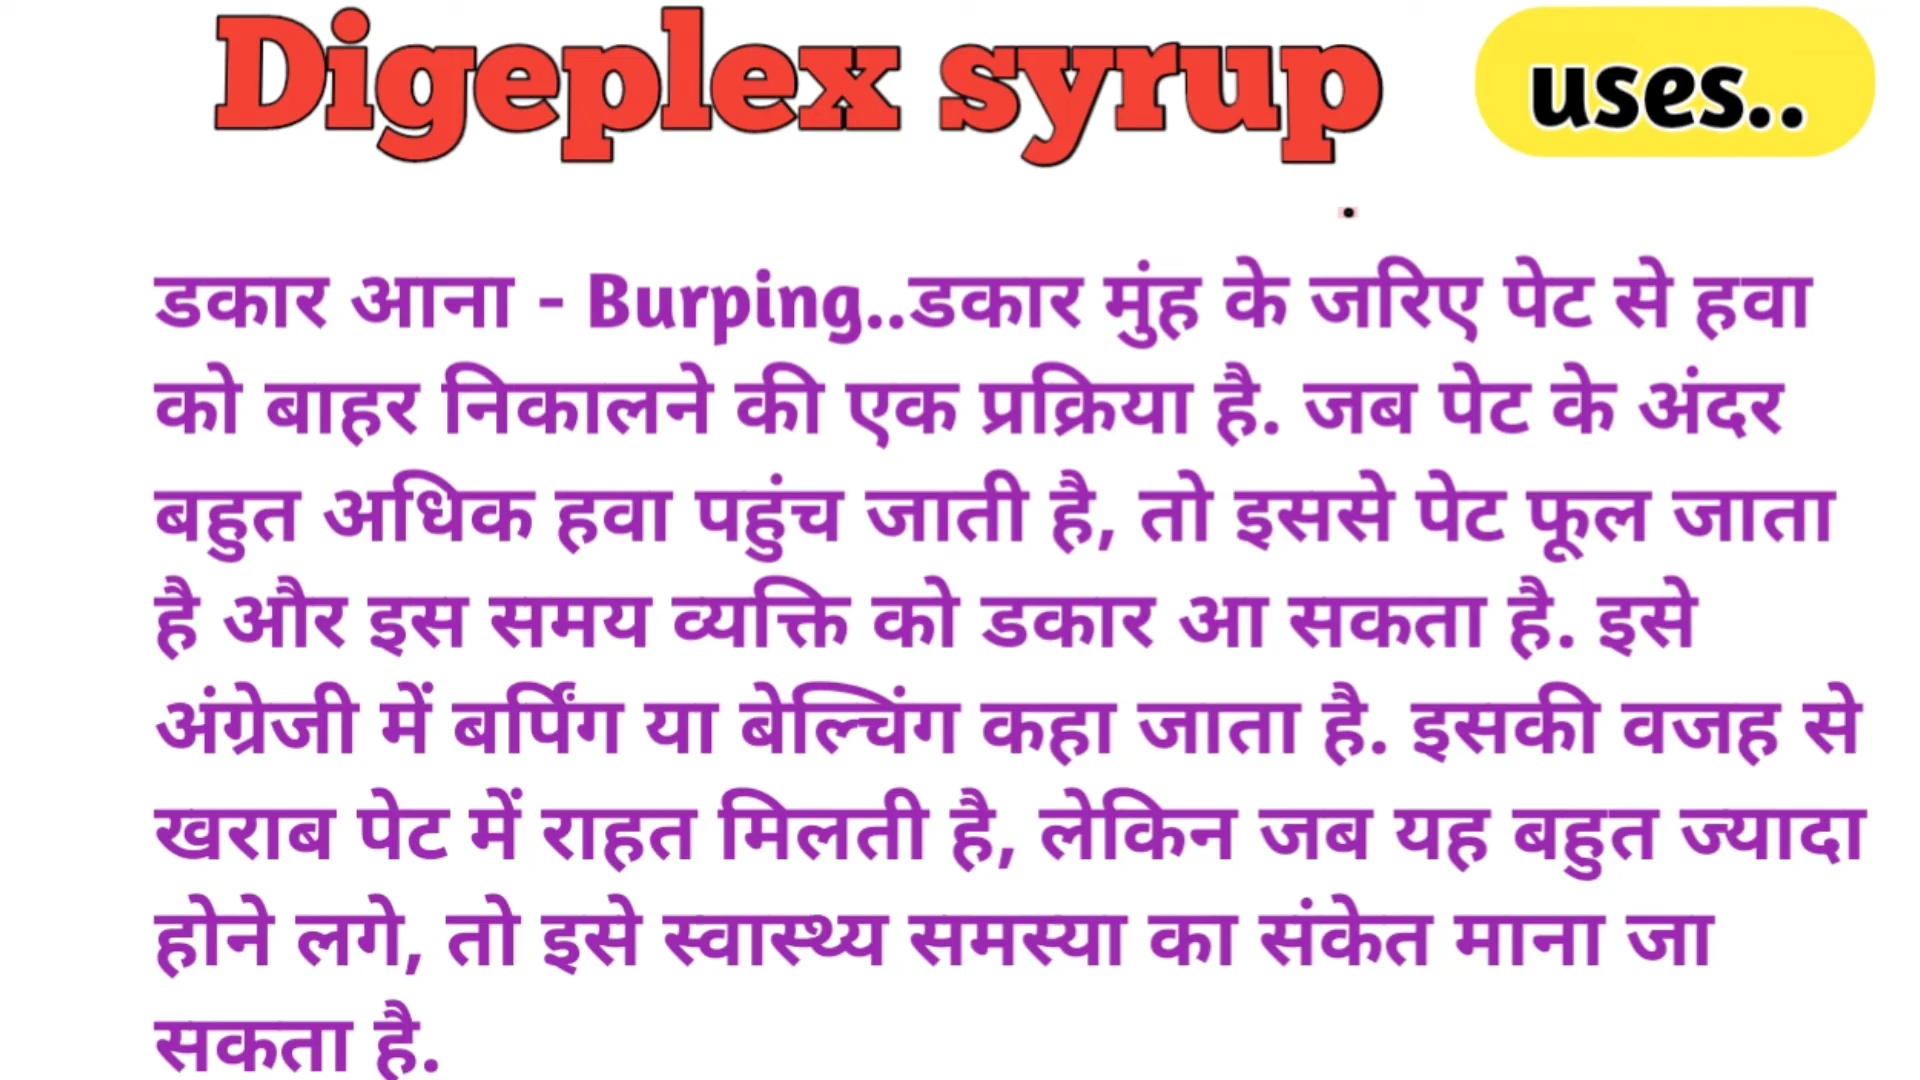 Digeplex syrup uses..
डकार आना - Burping..डकार मुंह के जरिए पेट से हवा
को बाहर निकालने की एक प्रक्रिया है. जब पेट के अंदर
बहुत अधिक हवा पहुंच जाती है, तो इससे पेट फूल जाता
है और इस समय व्यक्ति को डकार आ सकता है. इसे
अंग्रेजी में बर्पिंग या बेल्चिंग कहा जाता है. इसकी वजह से
खराब पेट में राहत मिलती है, लेकिन जब यह बहुत ज्यादा
होने लगे, तो इसे स्वास्थ्य समस्या का संकेत माना जा
सकता है.